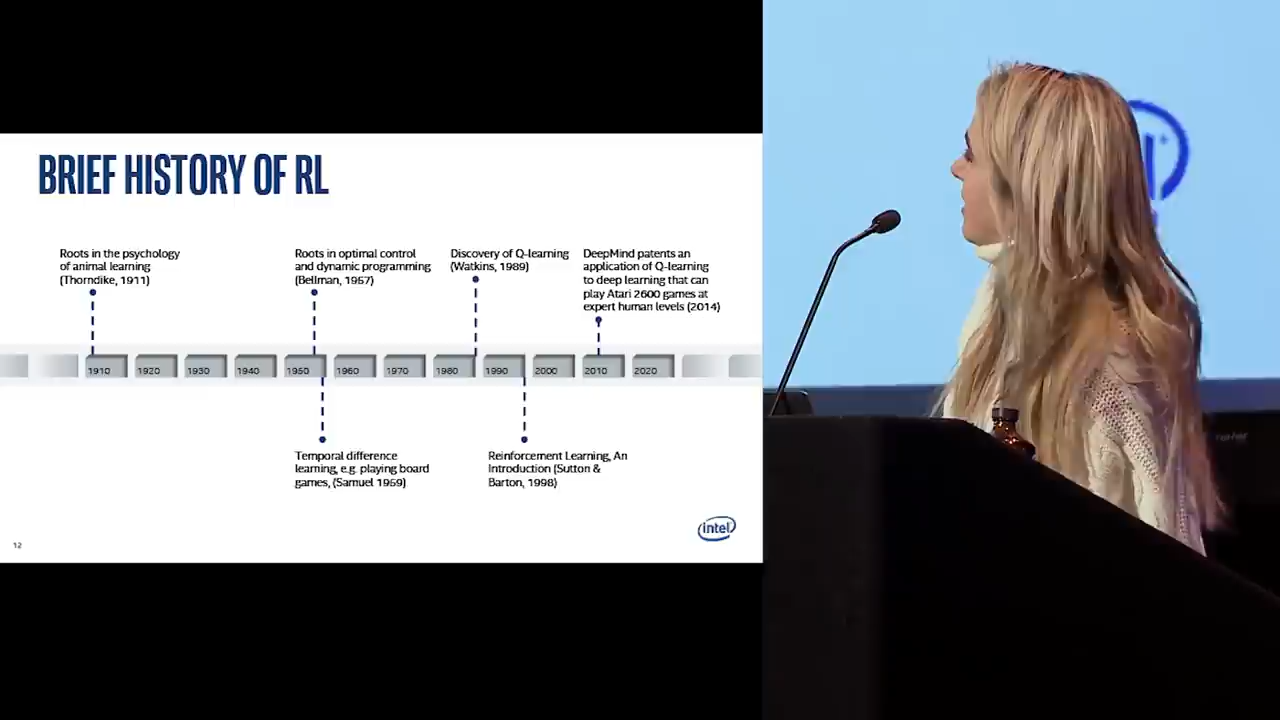 BRIEF HISTORY OF RL
Roots in the psychology
of animal learning
(Thorndike, 1911)
Roots in optimal control
and dynamic programming
(Bellman, 1957)
Discovery of Q-learning
(Watkins, 1989)
DeepMind patents an
application of Q-learning
to deep learning that can
play Atari 2600 games at
expert human levels (2014)
1910 1920 1930 1940 1950 1960 1970 1980 1990 2000 2010 2020
Temporal difference
learning, e.g. playing board
games, (Samuel 1959)
Reinforcement Learning, An
Introduction (Sutton &
Barton, 1998)
intel
12